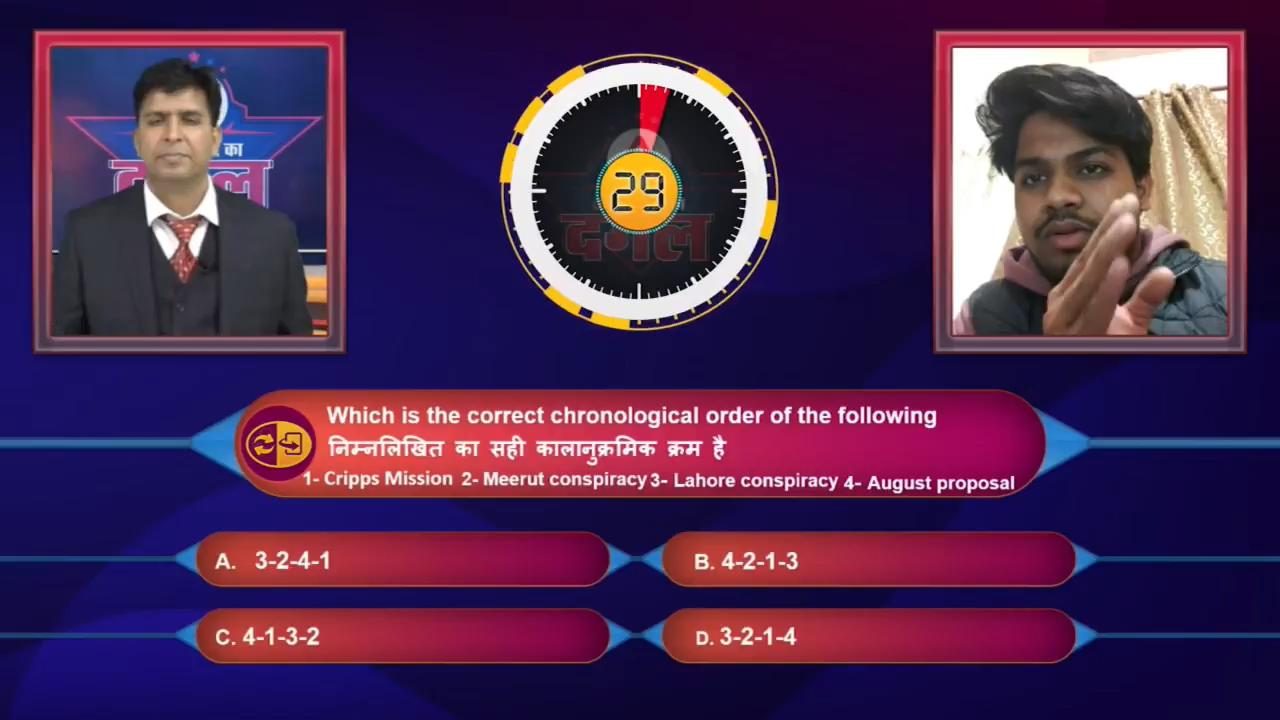 का
29
दंगल
Which is the correct chronological order of the following
निम्नलिखित का सही कालानुक्रमिक क्रम है
1- Cripps Mission 2- Meerut conspiracy 3- Lahore conspiracy 4- August proposal
A. 3-2-4-1
B. 4-2-1-3
C. 4-1-3-2
D. 3-2-1-4